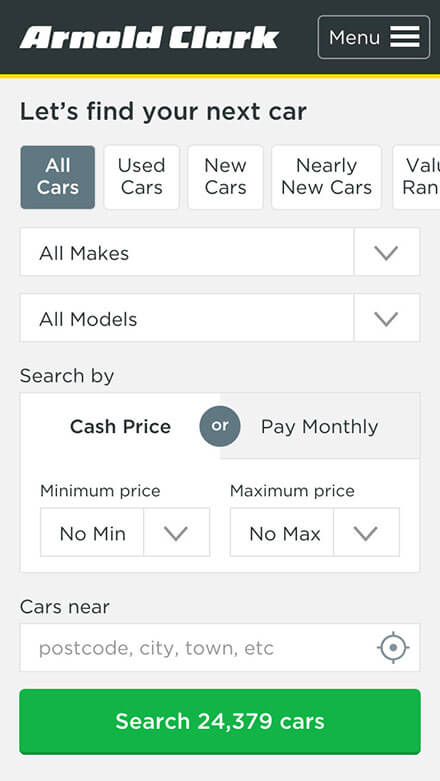 Arnold Clark
Menu
Let's find your next car
All Cars
Used Cars
New Cars
Nearly New Cars
All Makes
All Models
Search by
Cash Price
or
Pay Monthly
Minimum price
Maximum price
No Min
No Max
Cars near
postcode, city, town, etc
Search 24,379 cars